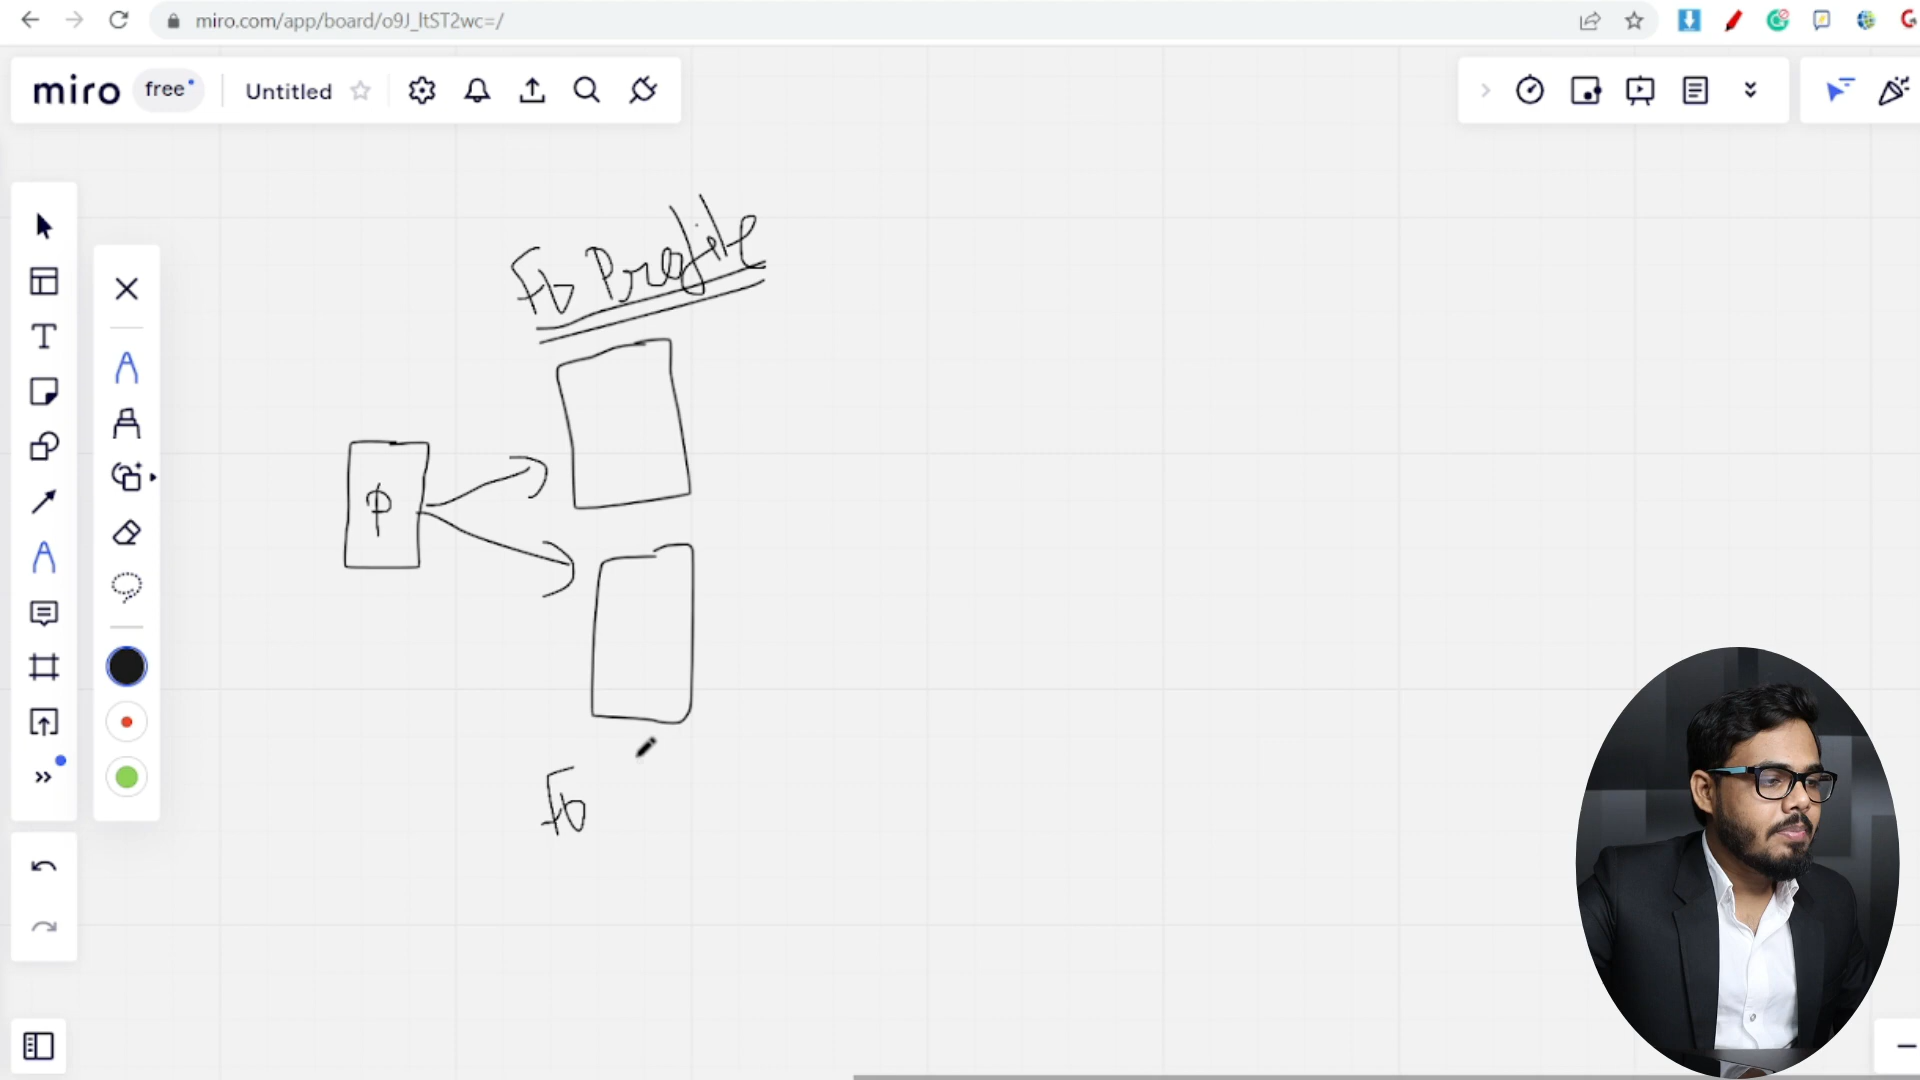 miro.com/app/board/o9J_ltST2wc=/
miro free Untitled
Fb Profile
P
Fb